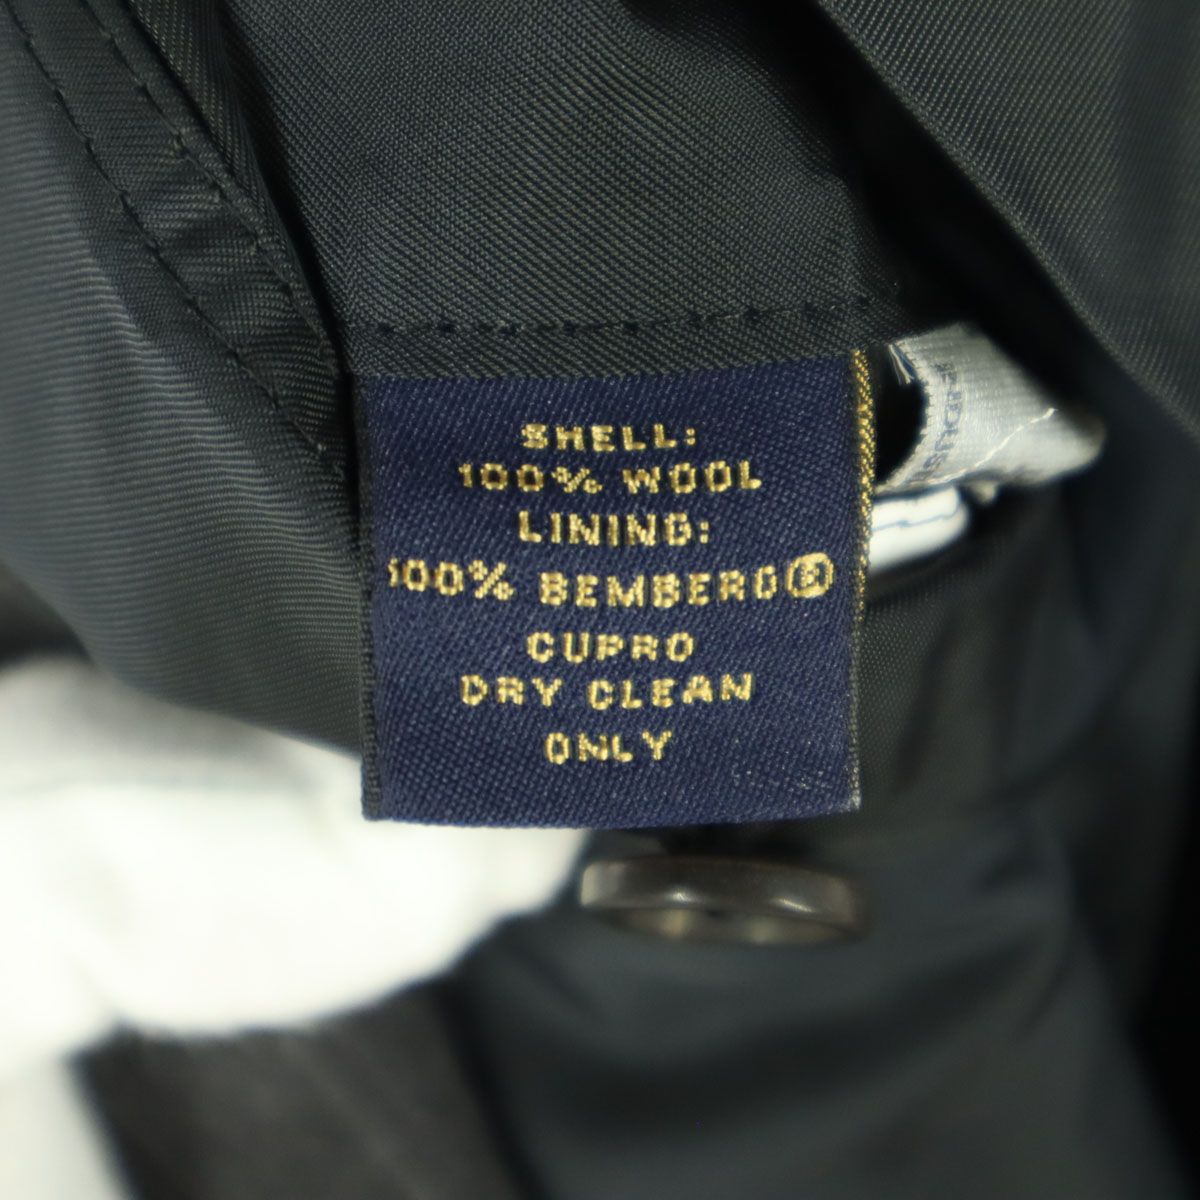 SHELL:
100% WOOL
LINING:
100% BEMBERG®
CUPRO
DRY CLEAN
ONLY